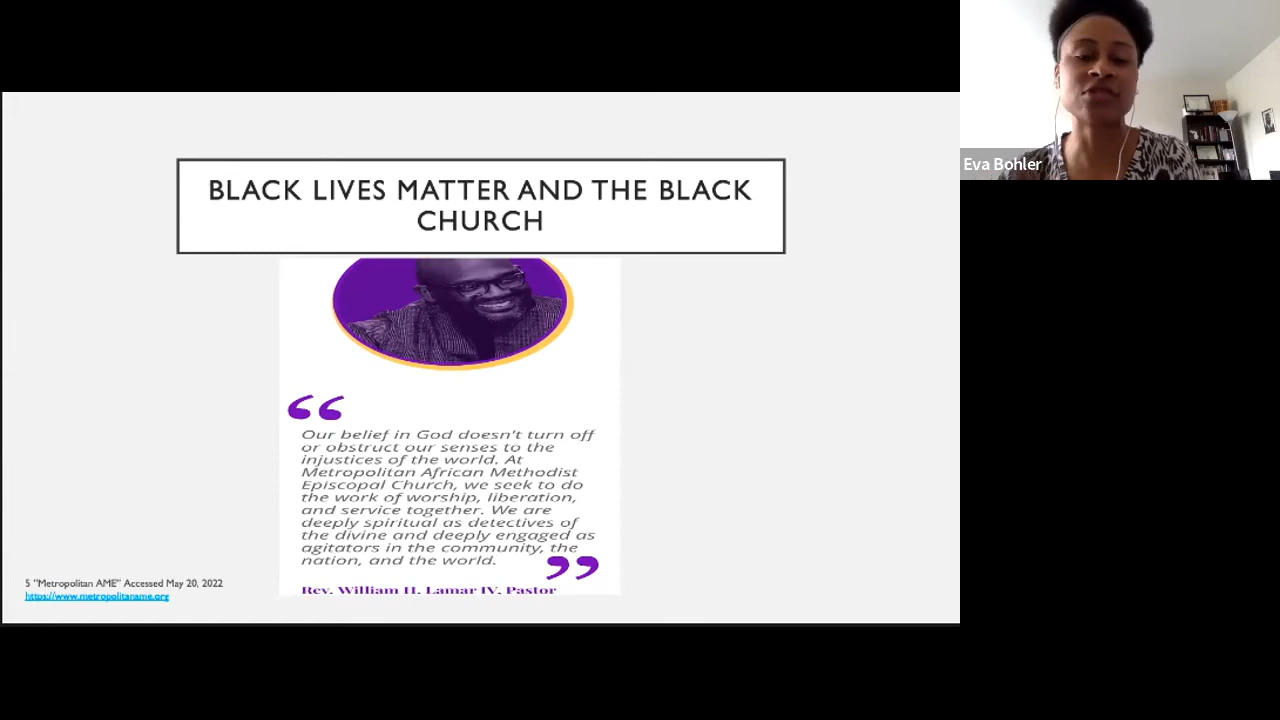 BLACK LIVES MATTER AND THE BLACK
CHURCH
“
Our belief in God doesn't turn off
or obstruct our senses to the
injustices of the world. At
Metropolitan African Methodist
Episcopal Church, we seek to do
the work of worship, liberation,
and service together. We are
deeply spiritual as detectives of
the divine and deeply engaged as
agitators in the community, the
nation, and the world.
”
Rev. William H. Lamar IV, Pastor
5 "Metropolitan AME" Accessed May 20, 2022
https://www.metropolitaname.org
Eva Bohler